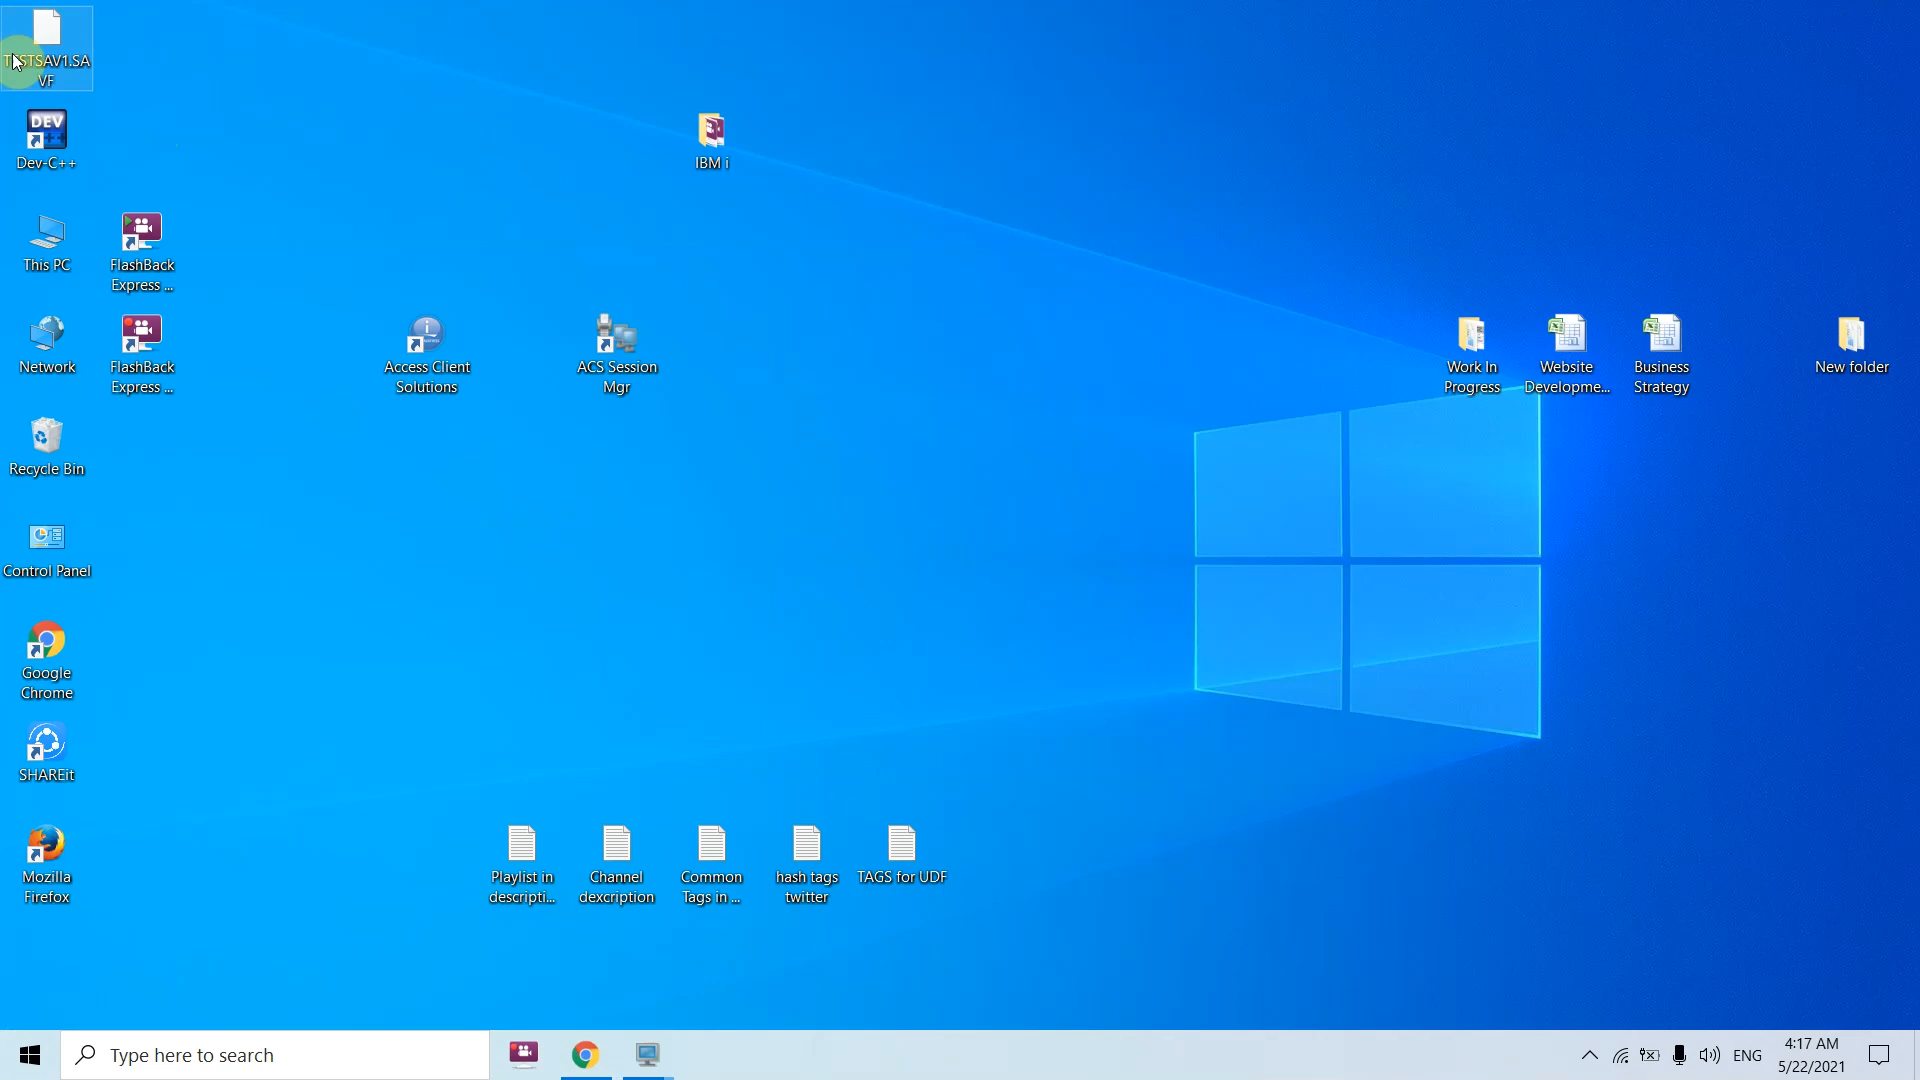 TESTSAV1.SA
VF
DEV
Dev-C++
IBM i
This PC
FlashBack
Express ...
Network
FlashBack
Express ...
Access Client
Solutions
ACS Session
Mgr
Work In
Progress
Website
Developme...
Business
Strategy
New folder
Recycle Bin
Control Panel
Google
Chrome
SHAREit
Mozilla
Firefox
Playlist in
descripti...
Channel
dexcription
Common
Tags in ...
hash tags
twitter
TAGS for UDF
Type here to search
ENG
4:17 AM
5/22/2021